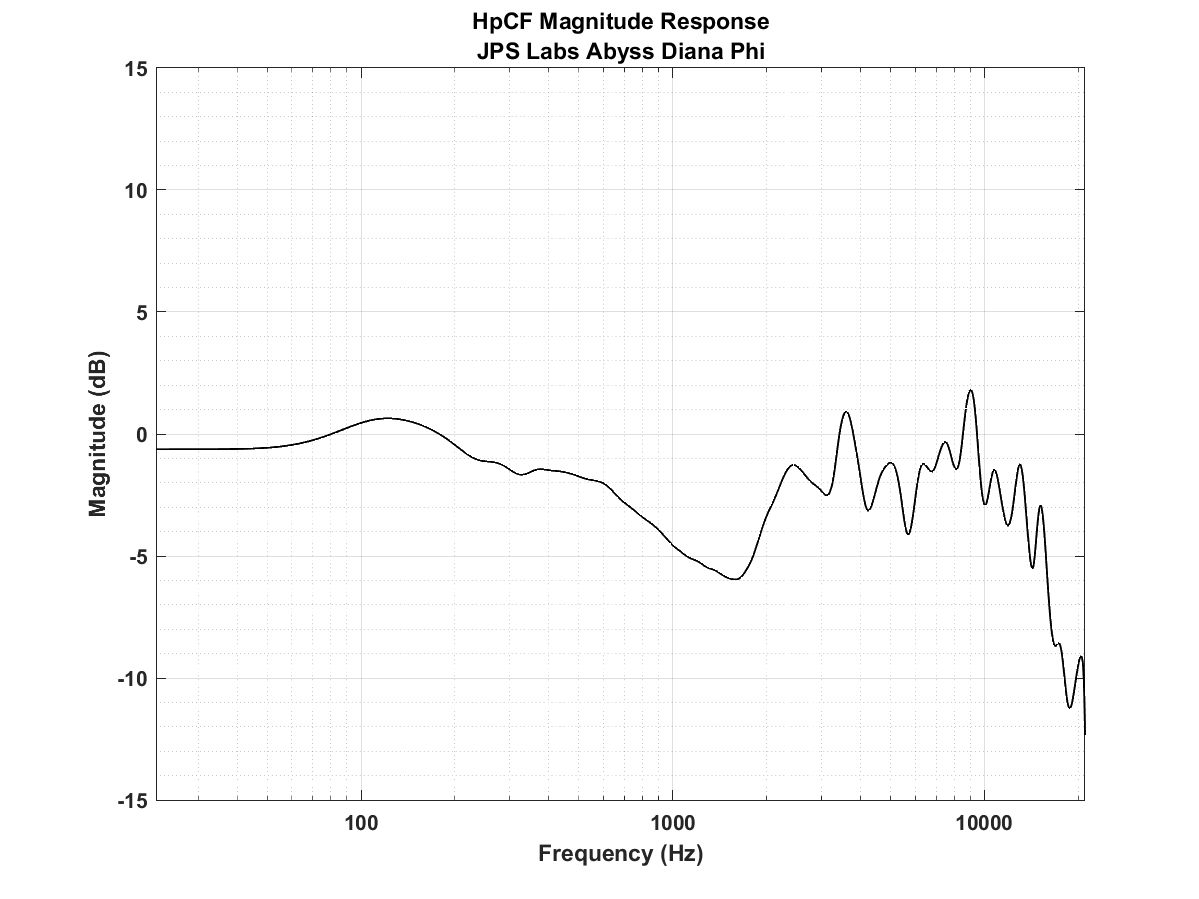 HpCF Magnitude Response
JPS Labs Abyss Diana Phi
15
10
5
0
-5
-10
-15
Magnitude (dB)
100
1000
10000
Frequency (Hz)